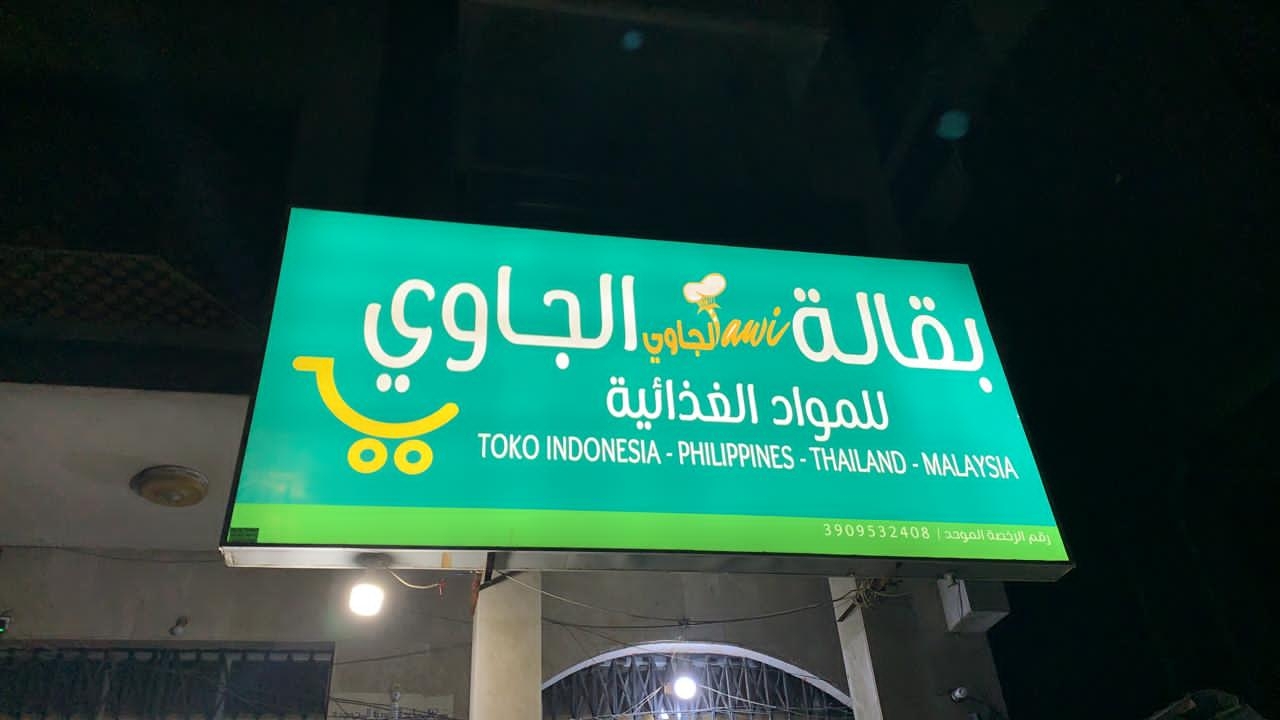 بقالة الجاوي
Jawi الجاوي
للمواد الغذائية
TOKO INDONESIA - PHILIPPINES - THAILAND - MALAYSIA
رقم الرخصة الموحد | 3909532408